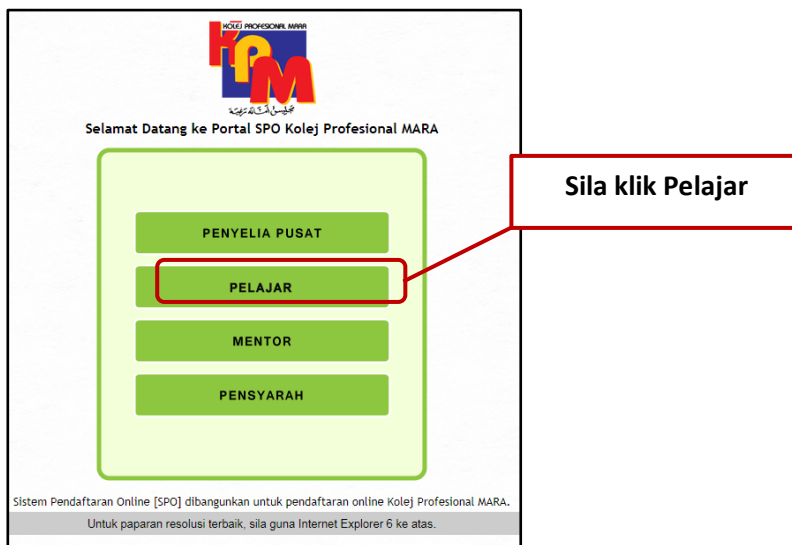 KOLEJ PROFESIONAL MARA
KPM
Selamat Datang ke Portal SPO Kolej Profesional MARA
Sila klik Pelajar
PENYELIA PUSAT
PELAJAR
MENTOR
PENSYARAH
Sistem Pendaftaran Online [SPO] dibangunkan untuk pendaftaran online Kolej Profesional MARA.
Untuk paparan resolusi terbaik, sila guna Internet Explorer 6 ke atas.